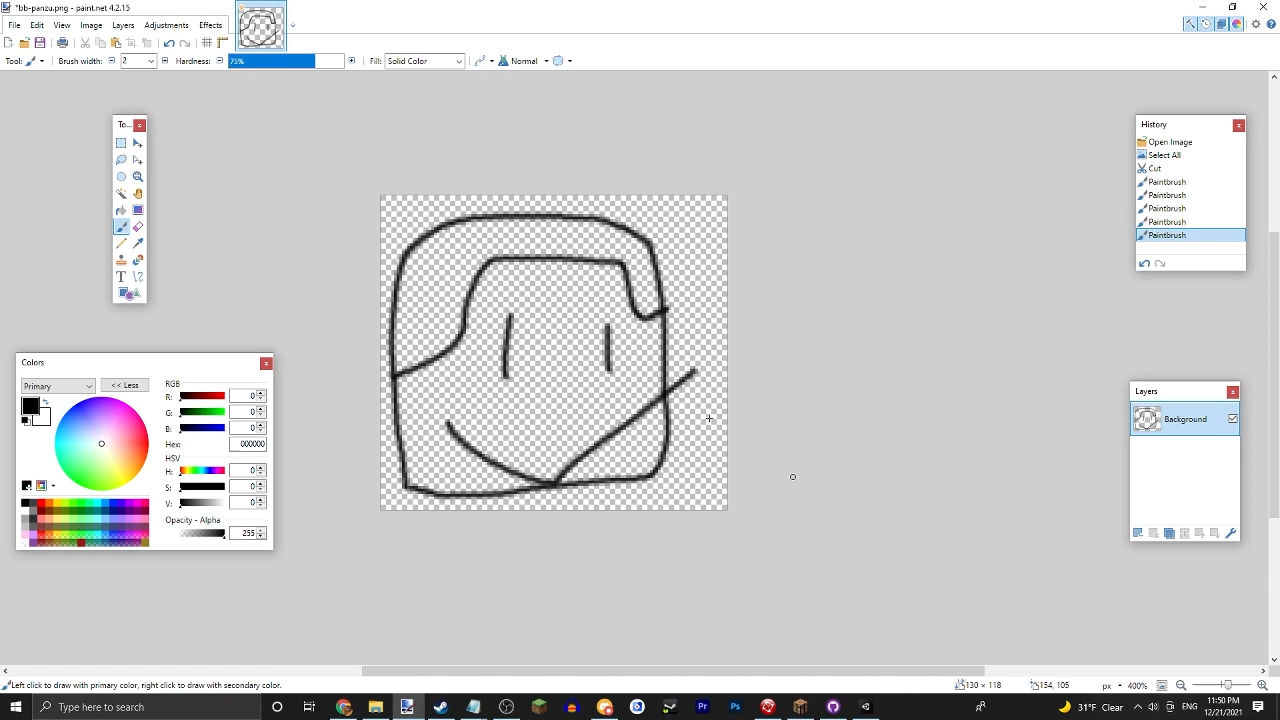 *bb-panzu.png - paint.net 4.2.15
File Edit View Image Layers Adjustments Effects
Tool: Brush width: 2 Hardness: 75% Fill: Solid Color Normal
To...
History
Open Image
Select All
Cut
Paintbrush
Paintbrush
Paintbrush
Paintbrush
Paintbrush
Colors
Primary
<< Less
RGB
R: 0
G: 0
B: 0
Hex: 000000
HSV
H: 0
S: 0
V: 0
Opacity - Alpha
255
Layers
Background
Left click to draw with primary color, right click to draw with secondary color.
130 × 118
154, 105
px
400%
Type here to search
Pr
Ps
31°F Clear
ENG
11:50 PM
12/21/2021